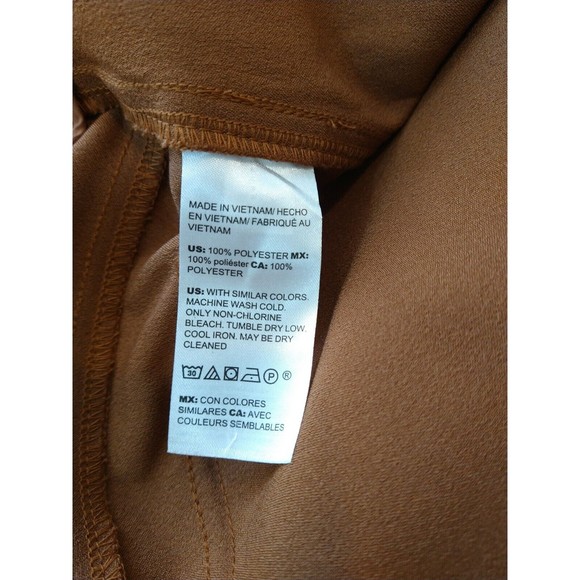 MADE IN VIETNAM/ HECHO
EN VIETNAM/ FABRIQUÉ AU
VIETNAM
US: 100% POLYESTER MX:
100% poliéster CA: 100%
POLYESTER
US: WITH SIMILAR COLORS.
MACHINE WASH COLD.
ONLY NON-CHLORINE
BLEACH. TUMBLE DRY LOW.
COOL IRON. MAY BE DRY
CLEANED
30 P ®
MX: CON COLORES
SIMILARES CA: AVEC
COULEURS SEMBLABLES